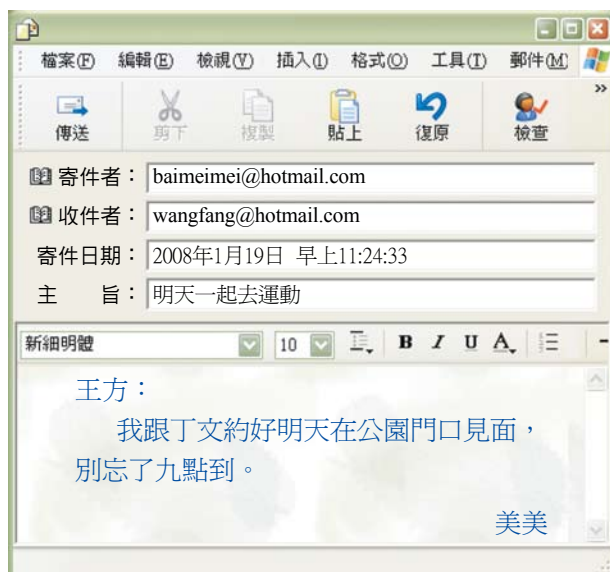 檔案(F) 編輯(E) 檢視(V) 插入(I) 格式(O) 工具(T) 郵件(M)
傳送 剪下 複製 貼上 復原 檢查 »
寄件者： baimeimei@hotmail.com
收件者： wangfang@hotmail.com
寄件日期： 2008年1月19日 早上11:24:33
主 旨： 明天一起去運動
新細明體 10 B I U A
王方：
我跟丁文約好明天在公園門口見面，
別忘了九點到。
美美